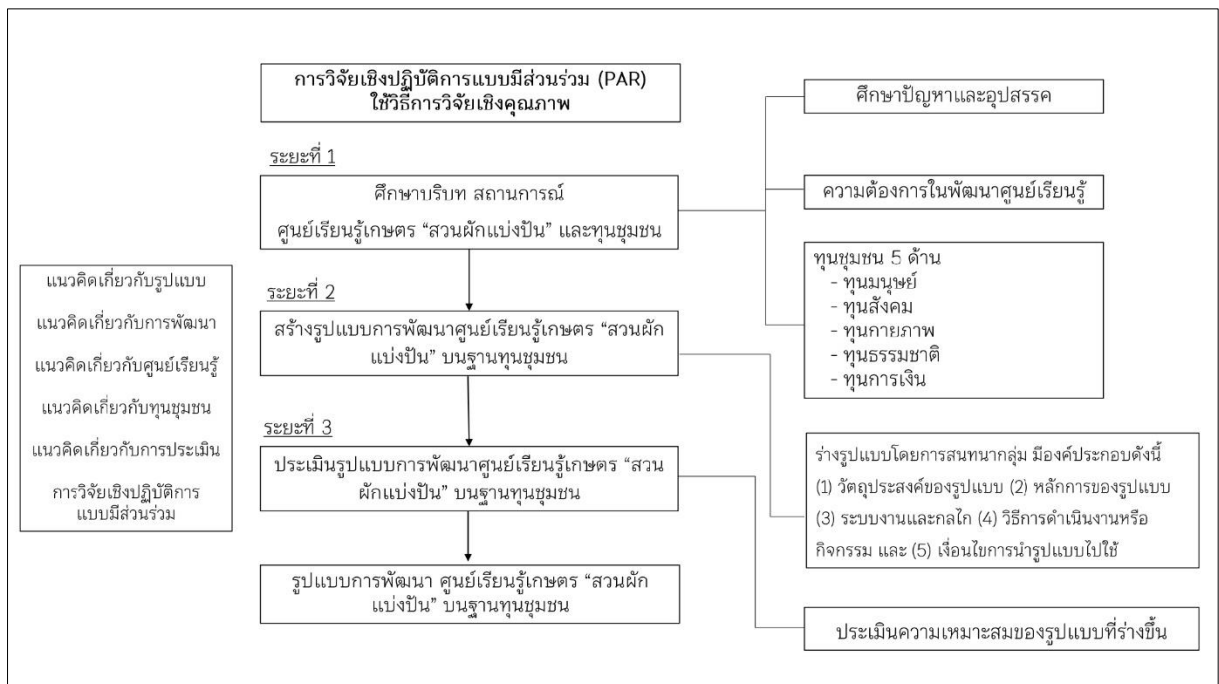 การวิจัยเชิงปฏิบัติการแบบมีส่วนร่วม (PAR)
ใช้วิธีการวิจัยเชิงคุณภาพ
ระยะที่ 1
ศึกษาบริบท สถานการณ์
ศูนย์เรียนรู้เกษตร “สวนผักแบ่งปัน” และทุนชุมชน
ระยะที่ 2
สร้างรูปแบบการพัฒนาศูนย์เรียนรู้เกษตร “สวนผัก
แบ่งปัน” บนฐานทุนชุมชน
ระยะที่ 3
ประเมินรูปแบบการพัฒนาศูนย์เรียนรู้เกษตร “สวน
ผักแบ่งปัน” บนฐานทุนชุมชน
รูปแบบการพัฒนา ศูนย์เรียนรู้เกษตร “สวนผัก
แบ่งปัน” บนฐานทุนชุมชน
แนวคิดเกี่ยวกับรูปแบบ
แนวคิดเกี่ยวกับการพัฒนา
แนวคิดเกี่ยวกับศูนย์เรียนรู้
แนวคิดเกี่ยวกับทุนชุมชน
แนวคิดเกี่ยวกับการประเมิน
การวิจัยเชิงปฏิบัติการ
แบบมีส่วนร่วม
ศึกษาปัญหาและอุปสรรค
ความต้องการในพัฒนาศูนย์เรียนรู้
ทุนชุมชน 5 ด้าน
- ทุนมนุษย์
- ทุนสังคม
- ทุนกายภาพ
- ทุนธรรมชาติ
- ทุนการเงิน
ร่างรูปแบบโดยการสนทนากลุ่ม มีองค์ประกอบดังนี้
(1) วัตถุประสงค์ของรูปแบบ (2) หลักการของรูปแบบ
(3) ระบบงานและกลไก (4) วิธีการดำเนินงานหรือ
กิจกรรม และ (5) เงื่อนไขการนำรูปแบบไปใช้
ประเมินความเหมาะสมของรูปแบบที่ร่างขึ้น